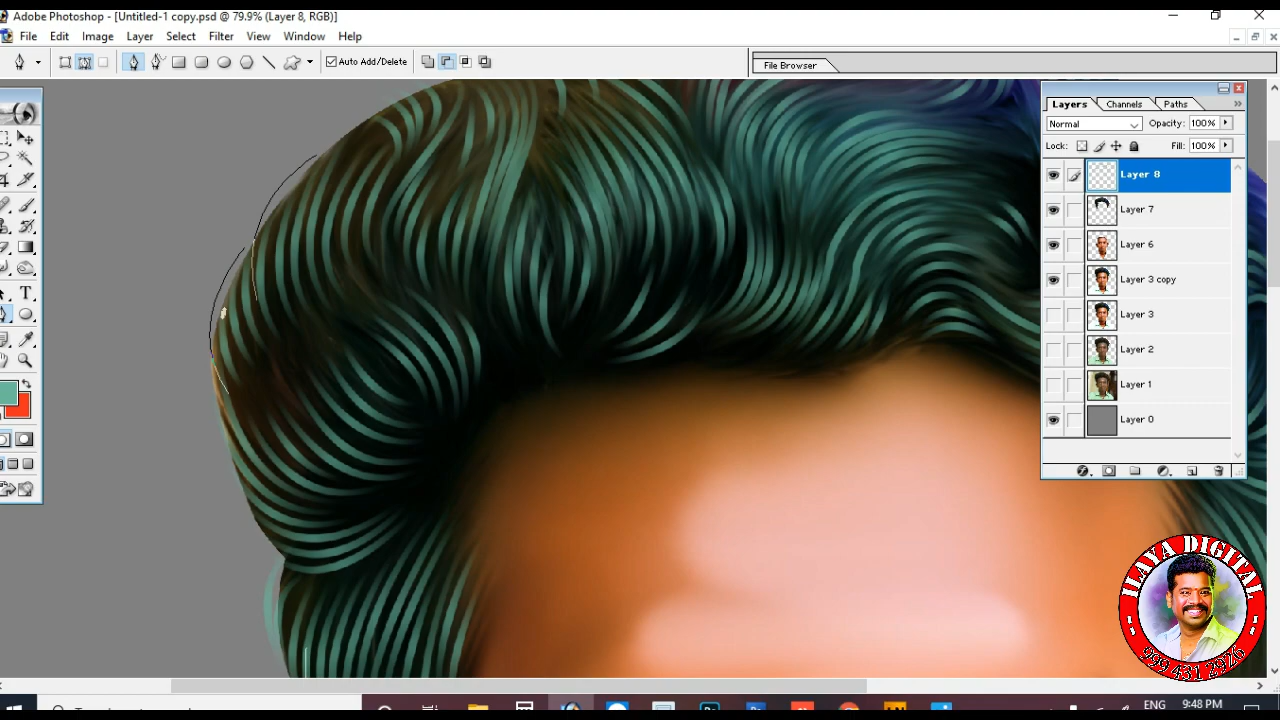 Adobe Photoshop - [Untitled-1 copy.psd @ 79.9% (Layer 8, RGB)]
File Edit Image Layer Select Filter View Window Help
Auto Add/Delete
File Browser
Layers Channels Paths
Normal Opacity: 100%
Lock: Fill: 100%
Layer 8
Layer 7
Layer 6
Layer 3 copy
Layer 3
Layer 2
Layer 1
Layer 0
T
ILAYA DIGITAL
999 431 2926
ENG 9:48 PM